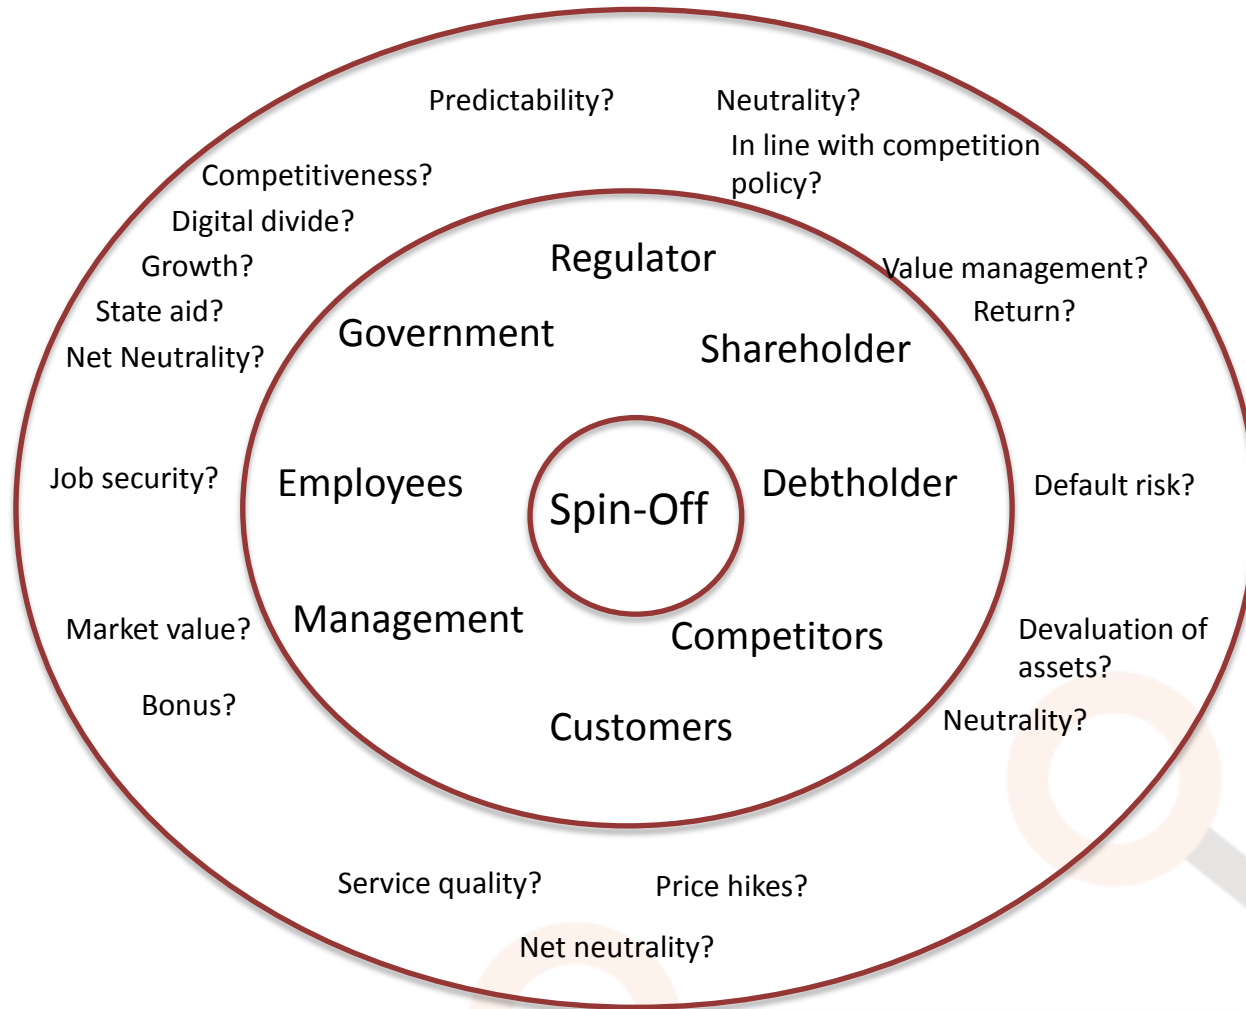 Predictability?
Neutrality?
In line with competition
policy?
Competitiveness?
Digital divide?
Growth?
State aid?
Net Neutrality?
Regulator
Value management?
Return?
Government
Shareholder
Job security?
Employees
Spin-Off
Debtholder
Default risk?
Market value?
Bonus?
Management
Competitors
Devaluation of
assets?
Neutrality?
Customers
Service quality?
Price hikes?
Net neutrality?